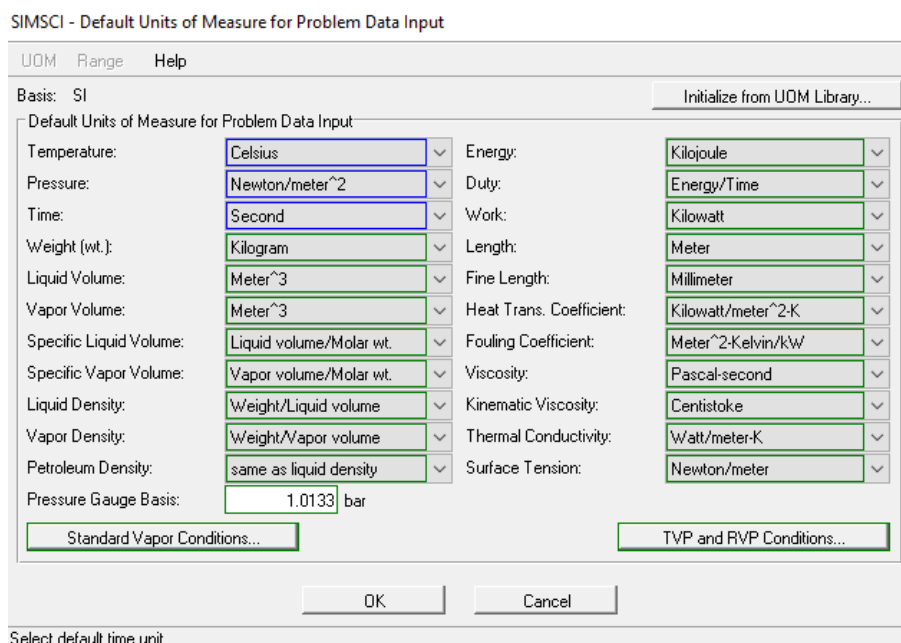 SIMSCI - Default Units of Measure for Problem Data Input
UOM Range Help
Basis: SI Initialize from UOM Library...
Default Units of Measure for Problem Data Input
Temperature: Celsius Energy: Kilojoule
Pressure: Newton/meter^2 Duty: Energy/Time
Time: Second Work: Kilowatt
Weight (wt.): Kilogram Length: Meter
Liquid Volume: Meter^3 Fine Length: Millimeter
Vapor Volume: Meter^3 Heat Trans. Coefficient: Kilowatt/meter^2-K
Specific Liquid Volume: Liquid volume/Molar wt. Fouling Coefficient: Meter^2-Kelvin/kW
Specific Vapor Volume: Vapor volume/Molar wt. Viscosity: Pascal-second
Liquid Density: Weight/Liquid volume Kinematic Viscosity: Centistoke
Vapor Density: Weight/Vapor volume Thermal Conductivity: Watt/meter-K
Petroleum Density: same as liquid density Surface Tension: Newton/meter
Pressure Gauge Basis: 1.0133 bar
Standard Vapor Conditions... TVP and RVP Conditions...
OK Cancel
Select default time unit